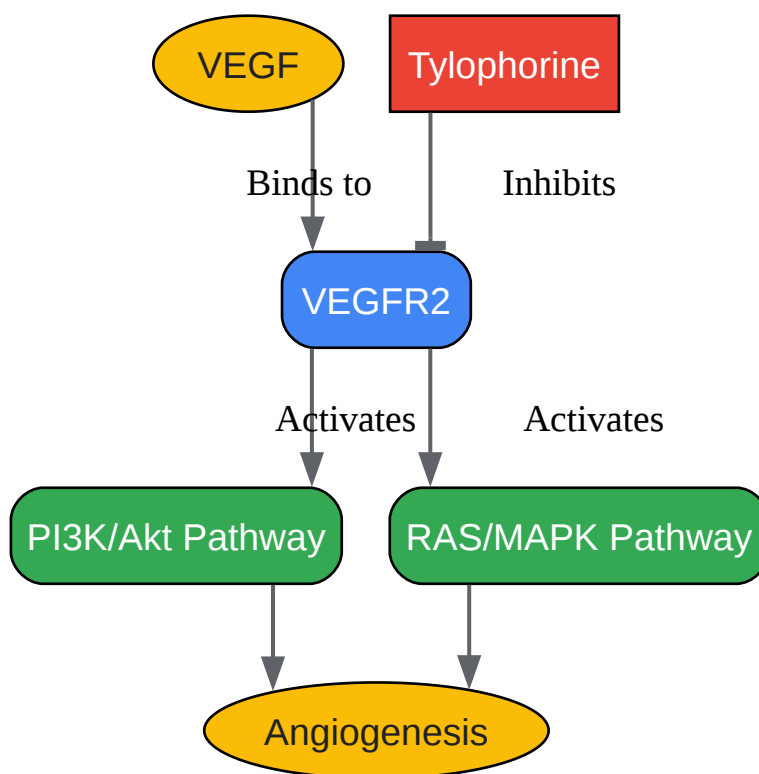 VEGF
Tylophorine
Binds to
Inhibits
VEGFR2
Activates
Activates
PI3K/Akt Pathway
RAS/MAPK Pathway
Angiogenesis